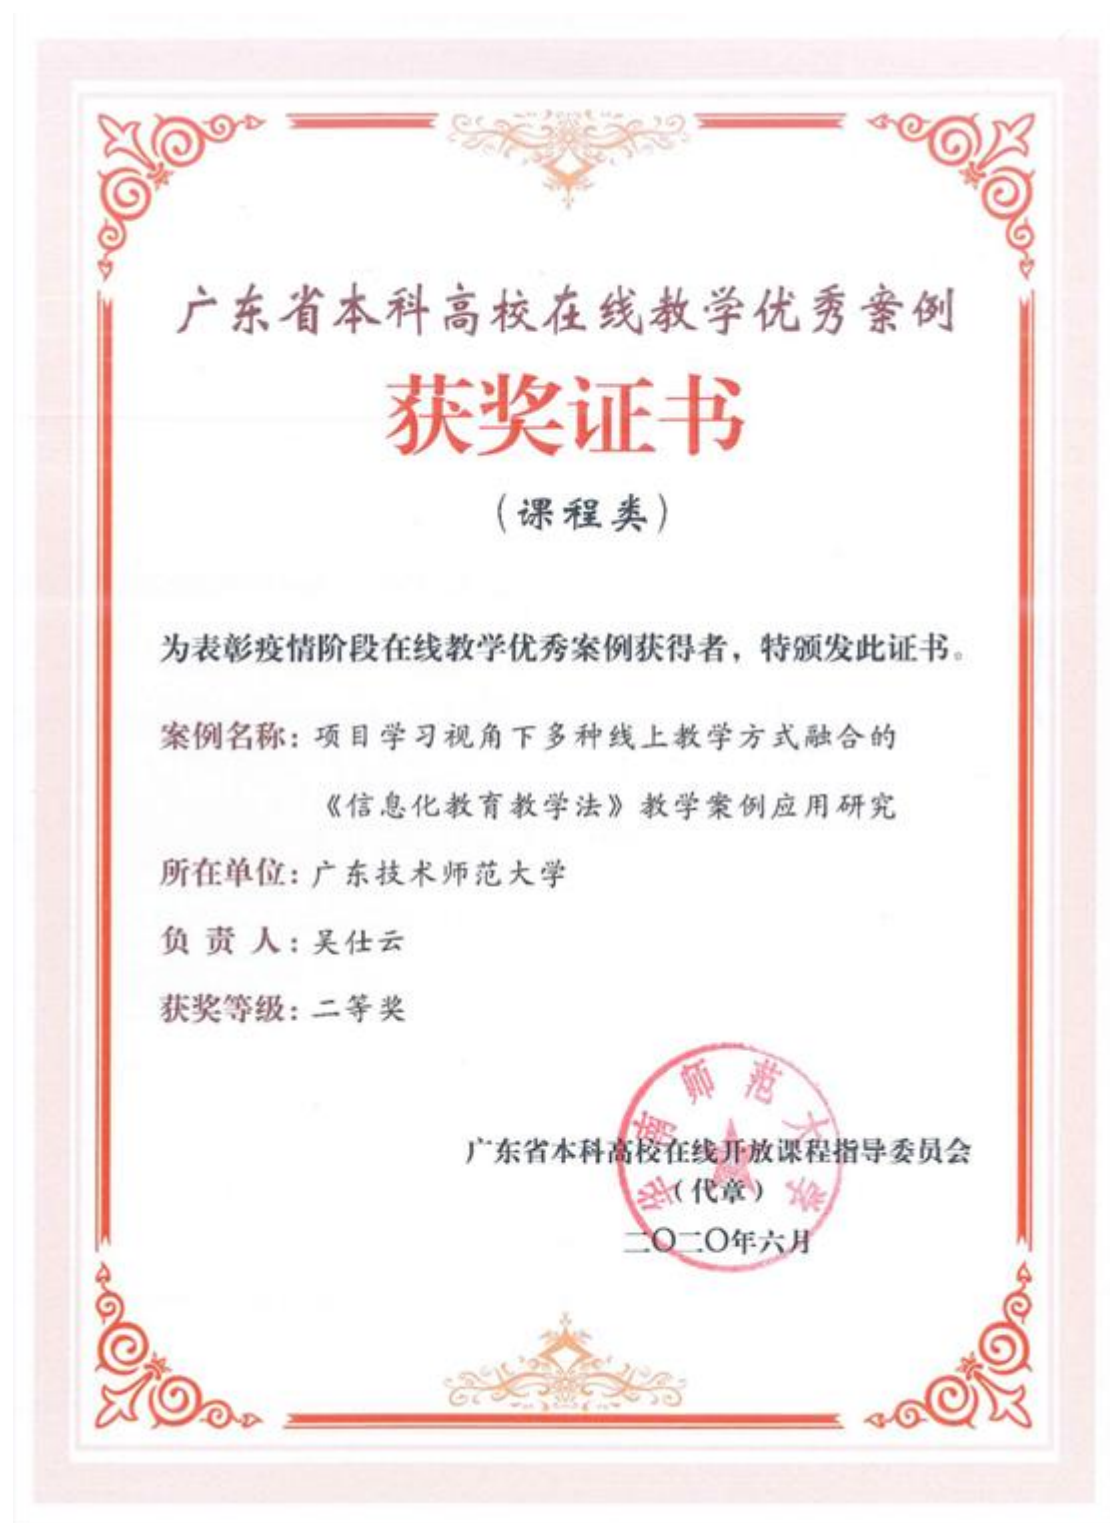 广东省本科高校在线教学优秀案例
获奖证书
（课程类）
为表彰疫情阶段在线教学优秀案例获得者，特颁发此证书。
案例名称：项目学习视角下多种线上教学方式融合的
《信息化教育教学法》教学案例应用研究
所在单位：广东技术师范大学
负 责 人：吴仕云
获奖等级：二等奖
华南师范大学
广东省本科高校在线开放课程指导委员会
（代章）
二〇二〇年六月